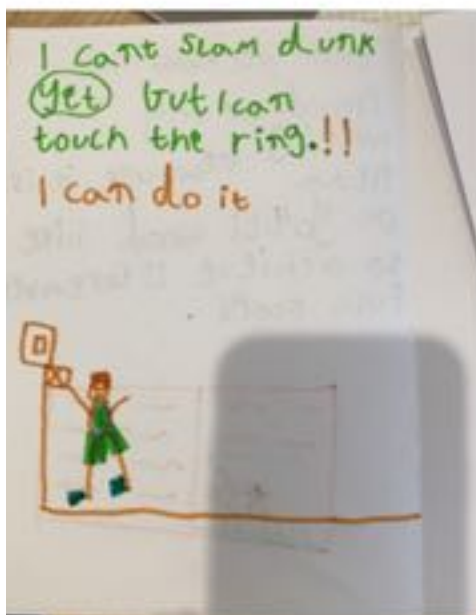 I cant slam dunk
yet but I can
touch the ring.!!
I can do it